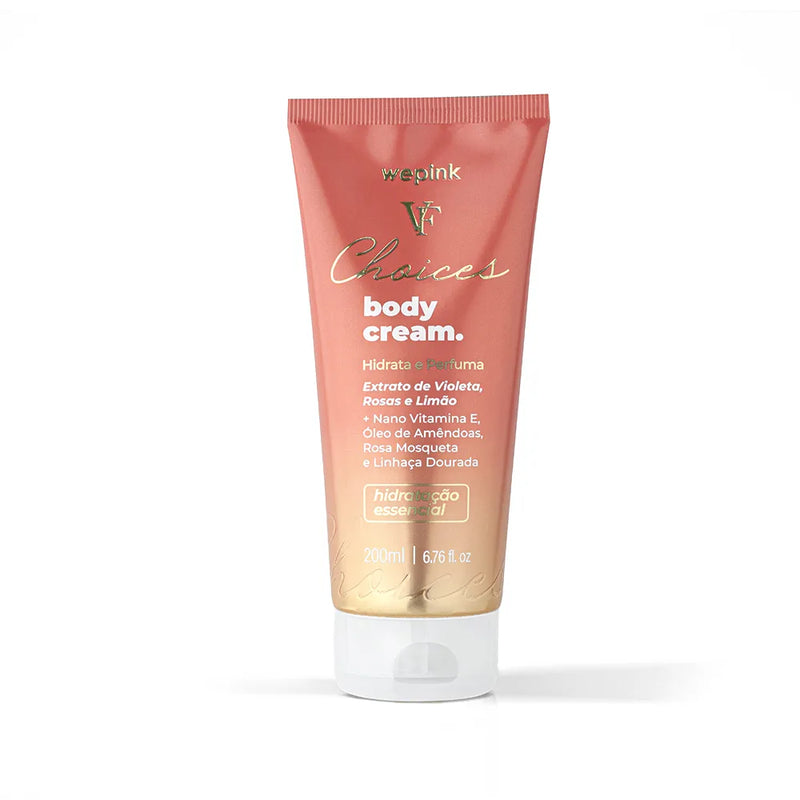 wepink
VF
Choices
body
cream.
Hidrata e Perfuma
Extrato de Violeta,
Rosas e Limão
+ Nano Vitamina E,
Óleo de Amêndoas,
Rosa Mosqueta
e Linhaça Dourada
hidratação
essencial
200ml | 6,76 fl. oz
Choices